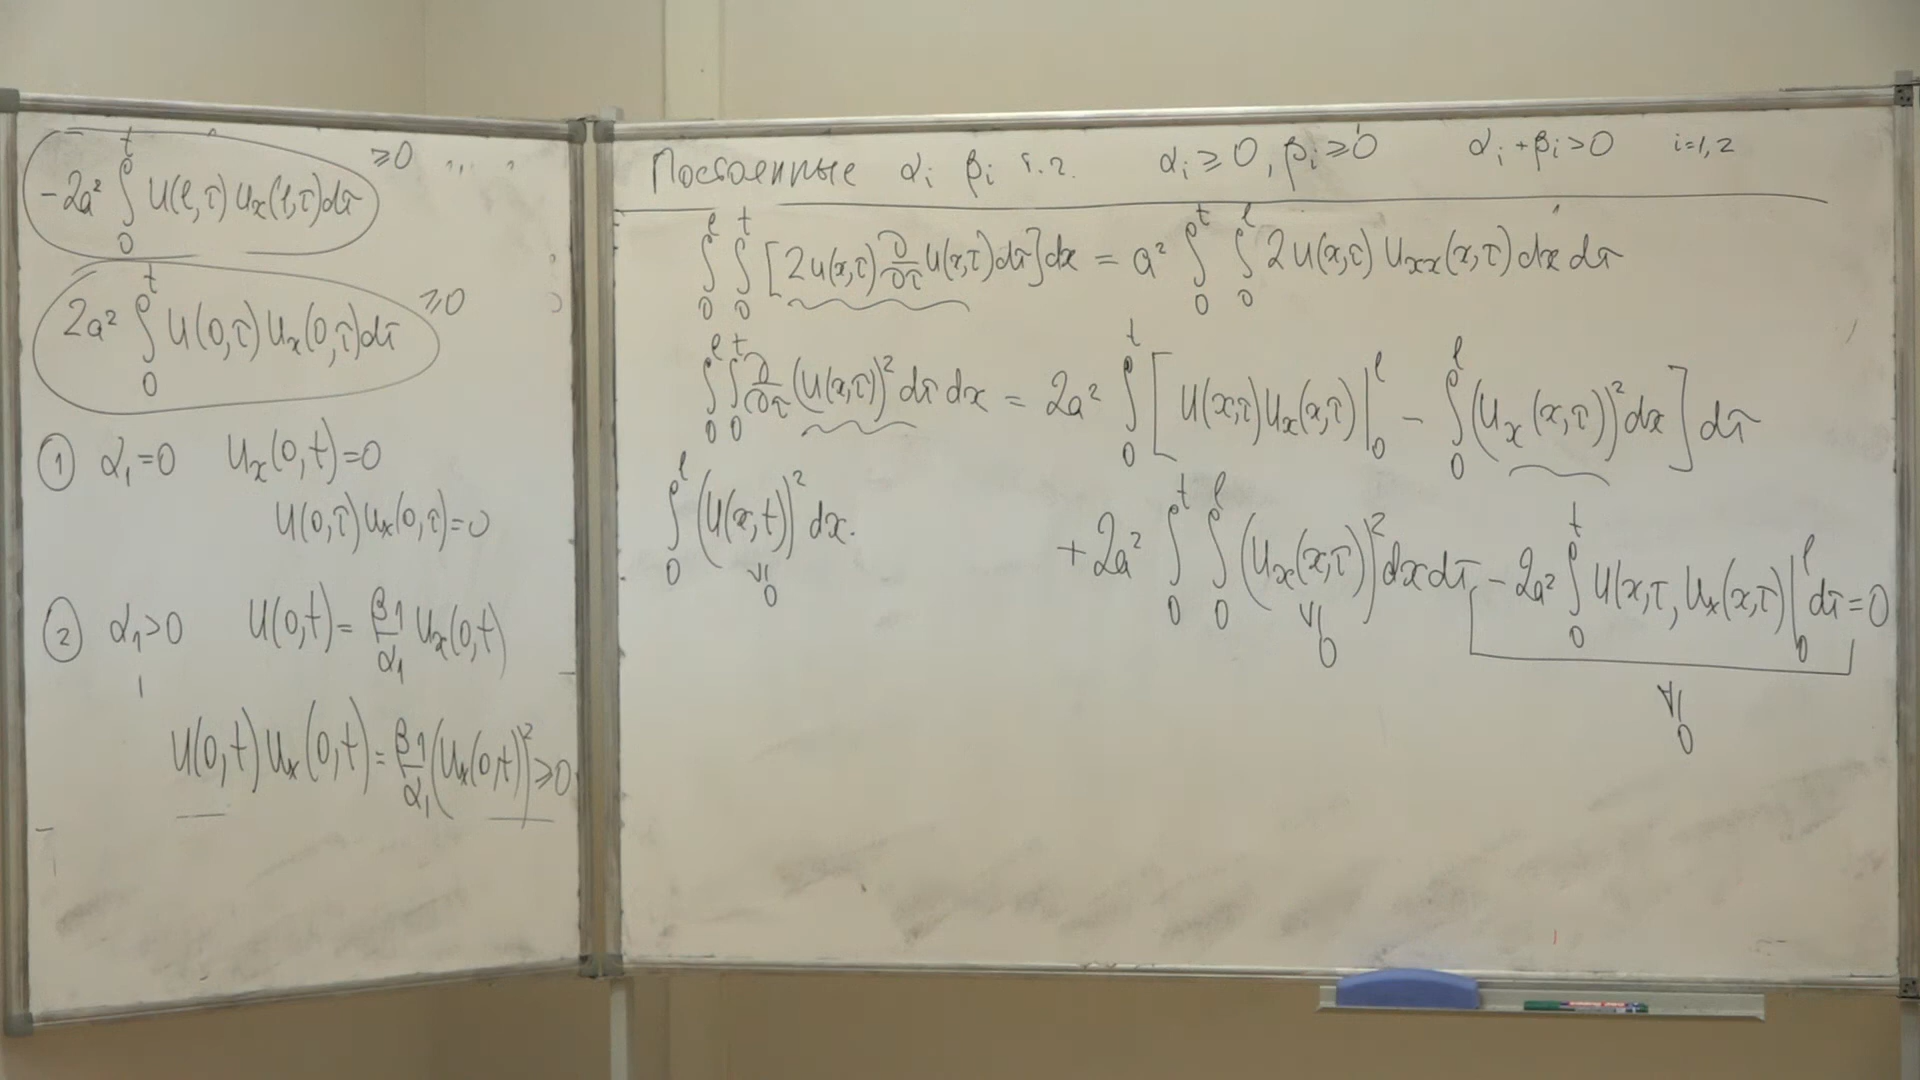 -2a² ∫₀ᵗ U(ℓ,τ) Uₓ(ℓ,τ)dτ ≥0
2a² ∫₀ᵗ U(0,τ) Uₓ(0,τ)dτ ≥0
① α₁=0 Uₓ(0,t)=0
U(0,τ)Uₓ(0,τ)=0
② α₁>0 U(0,t)= β₁/α₁ Uₓ(0,t)
U(0,t) Uₓ(0,t)= β₁/α₁ (Uₓ(0,t))² ≥0
Постоянные αᵢ βᵢ т.ч. αᵢ ≥ 0, βᵢ ≥ 0 αᵢ + βᵢ > 0 i=1,2
∫₀ˡ ∫₀ᵗ [2u(x,τ) ∂/∂τ u(x,τ)dτ]dx = a² ∫₀ᵗ ∫₀ˡ 2U(x,τ) Uₓₓ(x,τ) dx dτ
∫₀ˡ ∫₀ᵗ ∂/∂τ (U(x,τ))² dτ dx = 2a² ∫₀ᵗ [U(x,τ)Uₓ(x,τ)|₀ˡ - ∫₀ˡ (Uₓ(x,τ))² dx] dτ
∫₀ˡ (U(x,t))² dx. + 2a² ∫₀ᵗ ∫₀ˡ (Uₓ(x,τ))² dx dτ - 2a² ∫₀ᵗ U(x,τ, Uₓ(x,τ)|₀ˡ dτ = 0
≥0 ≥0 ≥0